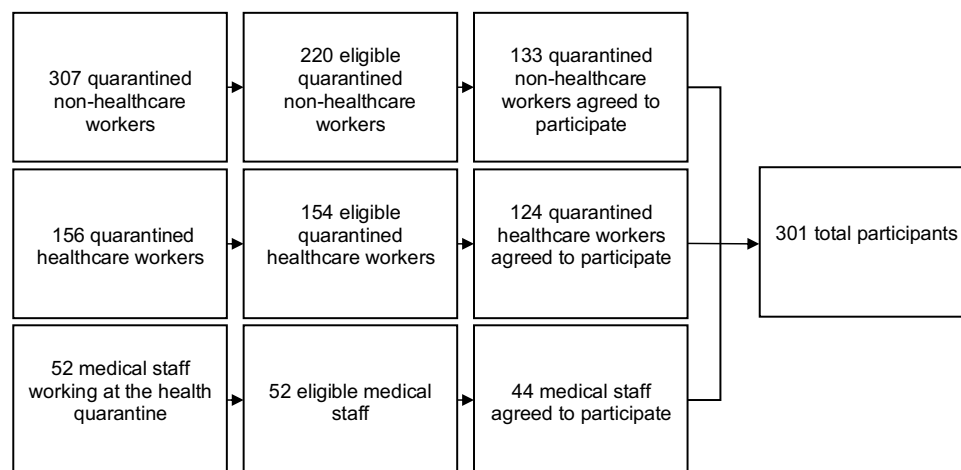 307 quarantined
non-healthcare
workers
220 eligible
quarantined
non-healthcare
workers
133 quarantined
non-healthcare
workers agreed to
participate
156 quarantined
healthcare workers
154 eligible
quarantined
healthcare workers
124 quarantined
healthcare workers
agreed to participate
301 total participants
52 medical staff
working at the health
quarantine
52 eligible medical
staff
44 medical staff
agreed to participate